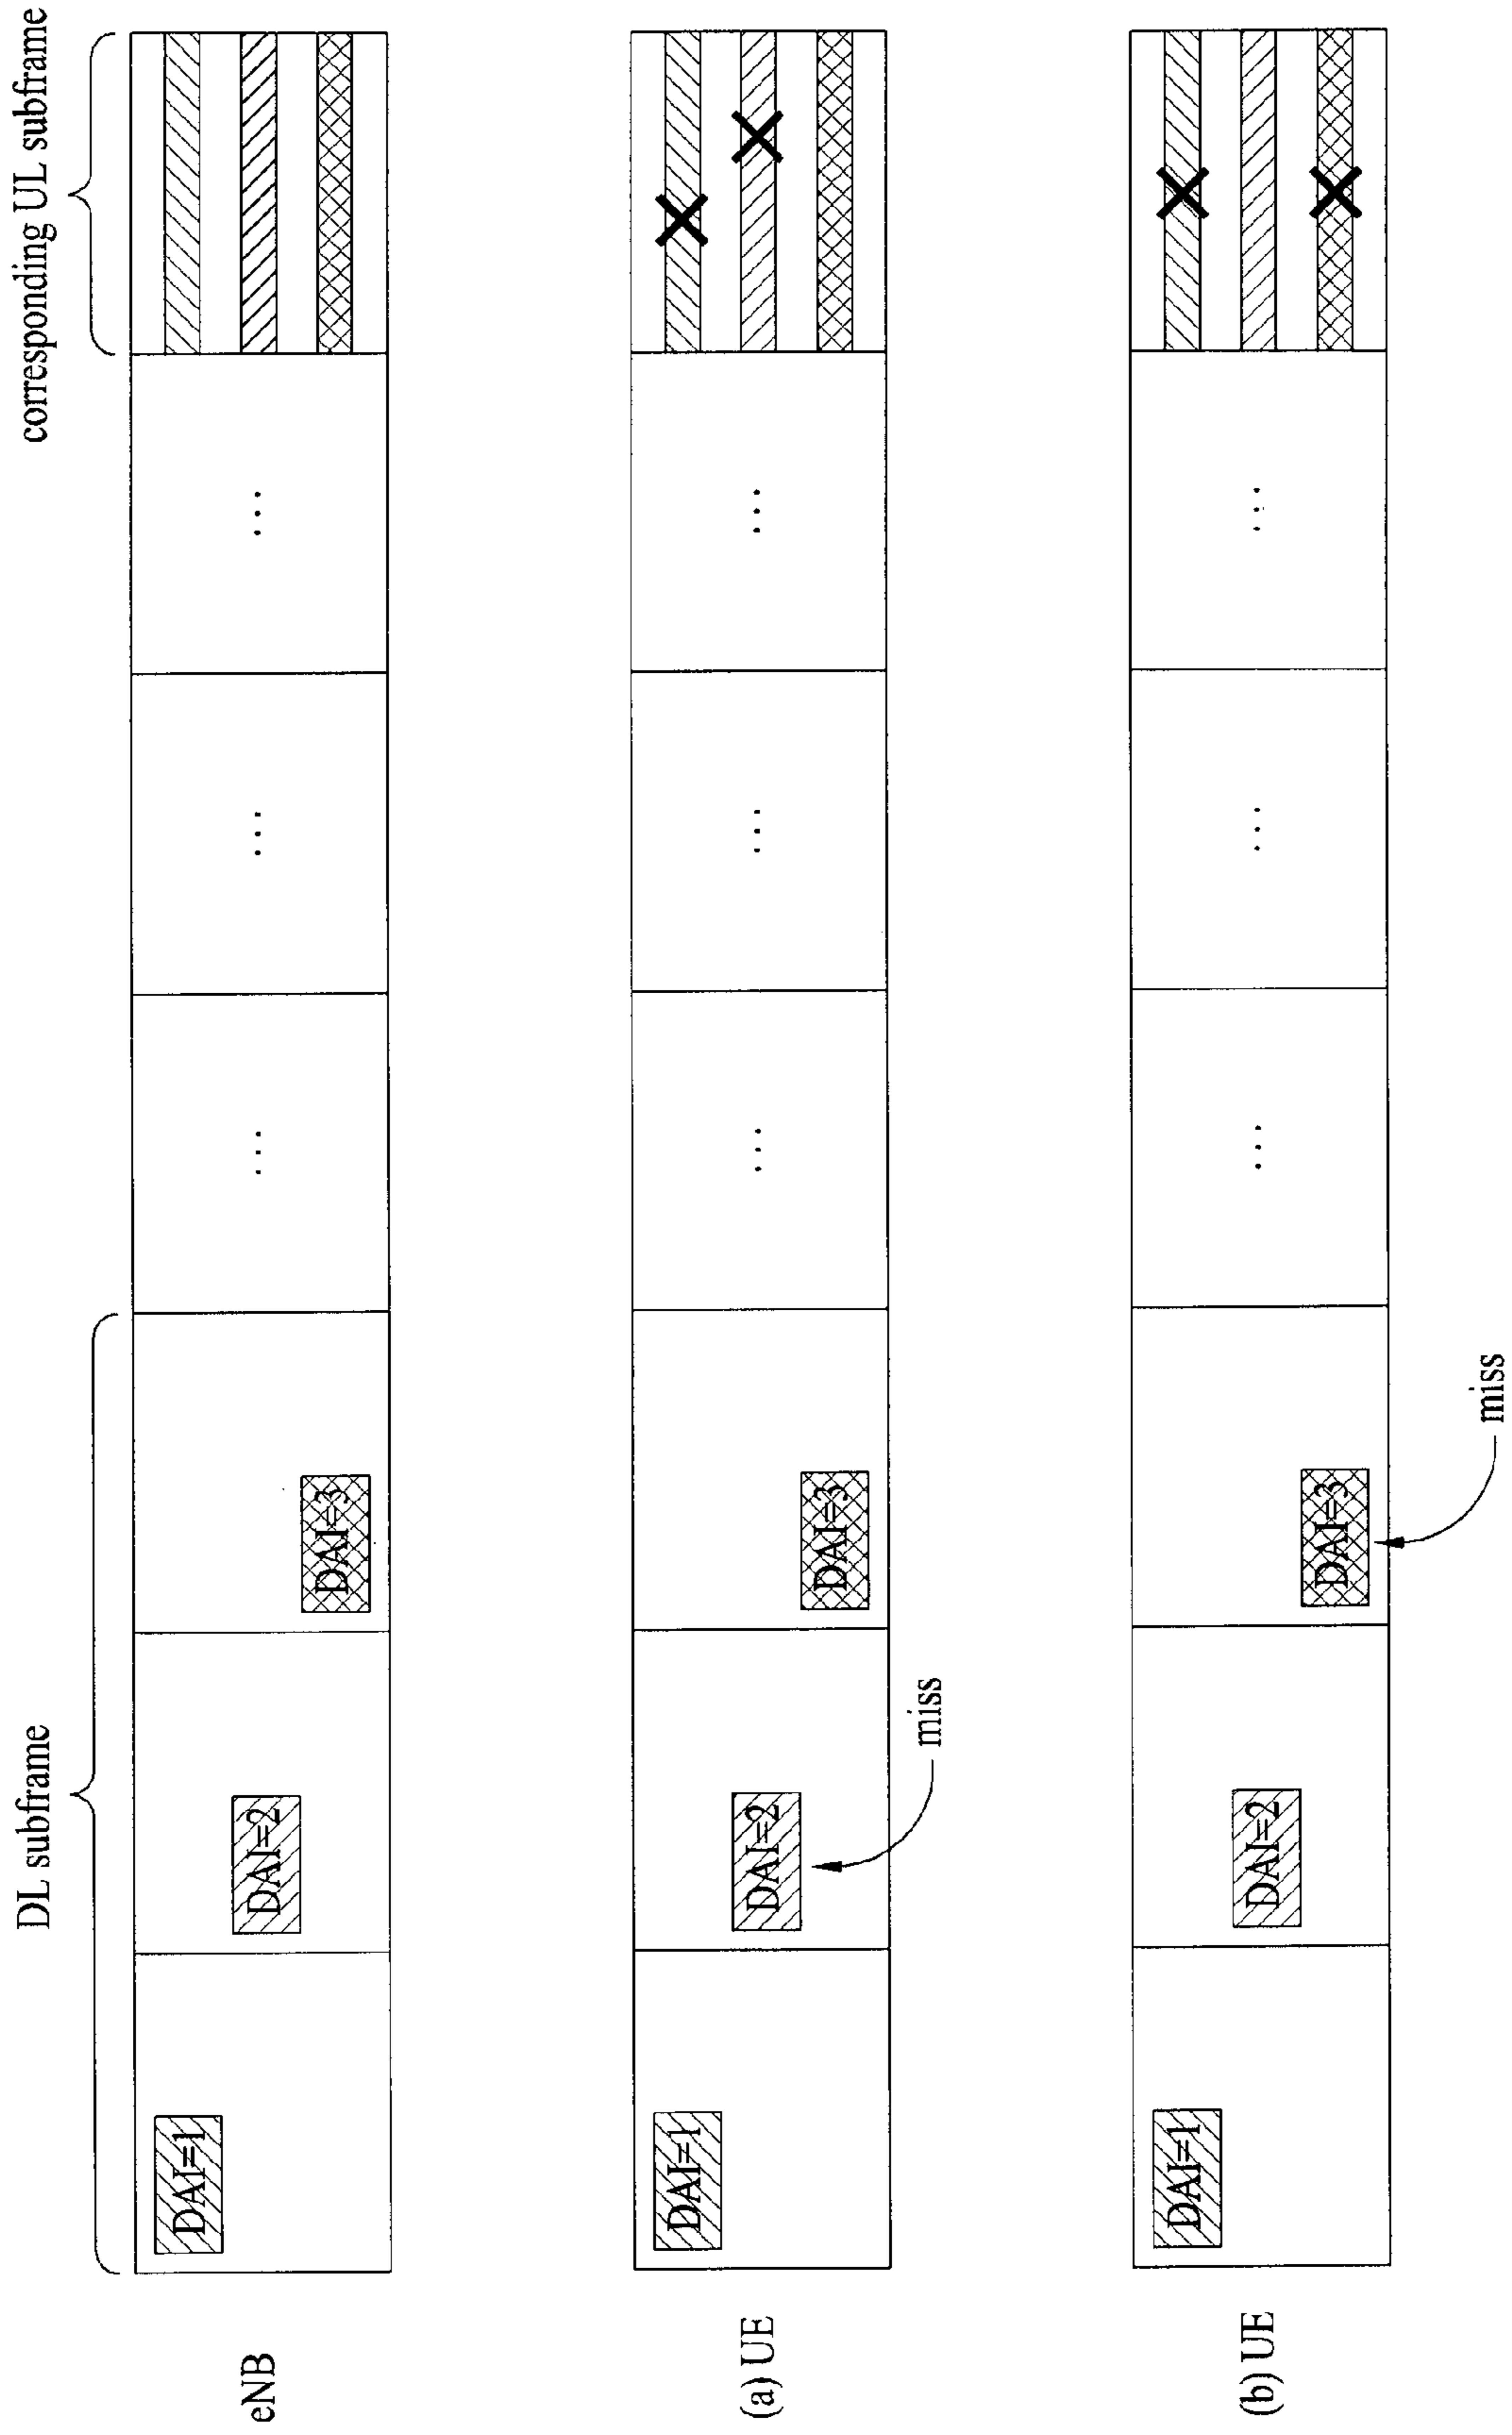 DL subframe
corresponding UL subframe
eNB
DAI=1
DAI=2
DAI=3
...
...
...
(a) UE
DAI=1
DAI=2
DAI=3
...
...
...
miss
(b) UE
DAI=1
DAI=2
DAI=3
...
...
...
miss